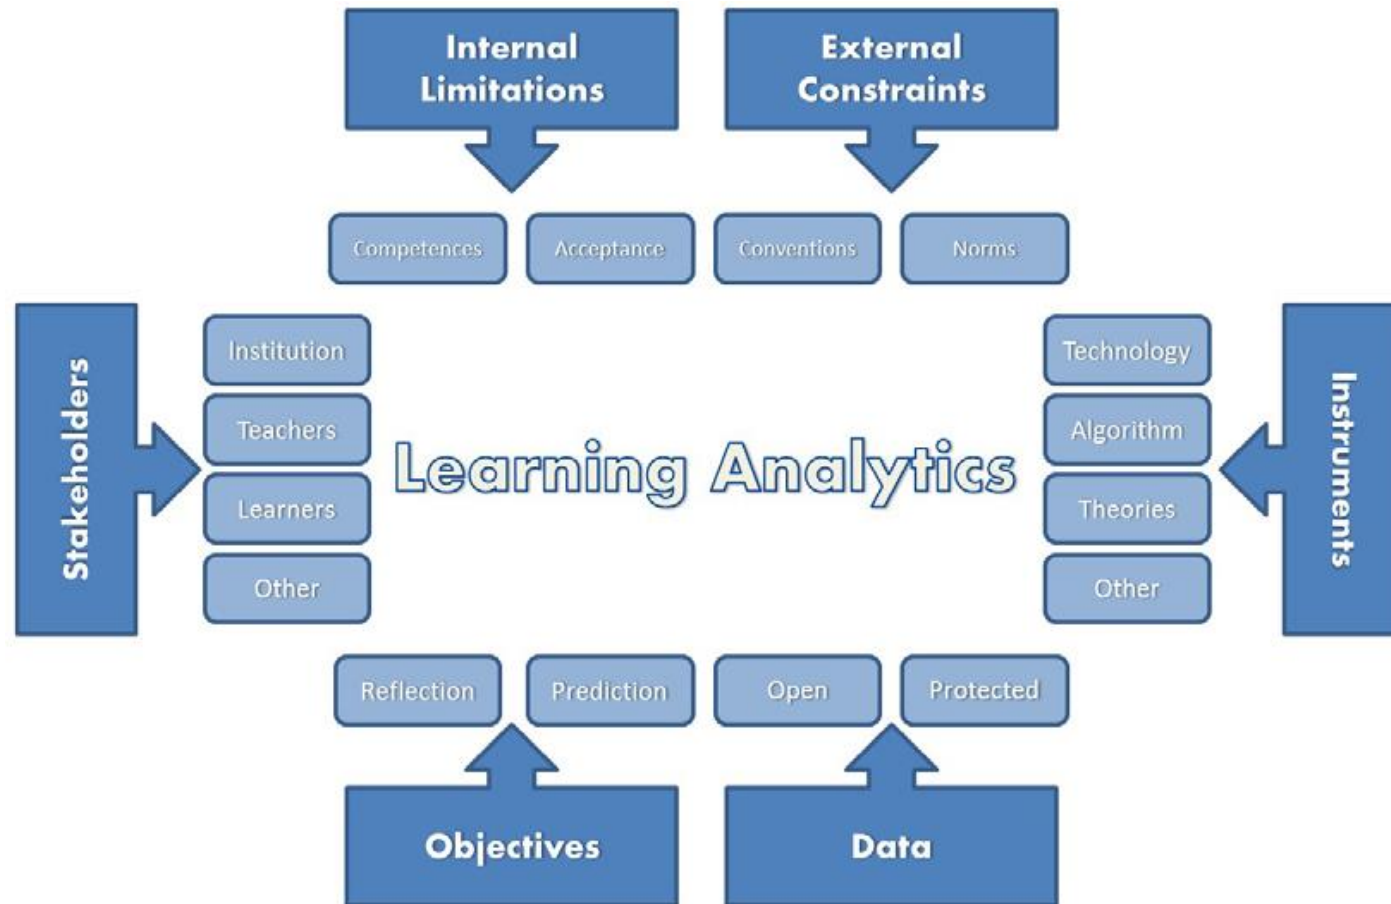 Internal
Limitations
External
Constraints
Competences
Acceptance
Conventions
Norms
Stakeholders
Institution
Teachers
Learners
Other
Learning Analytics
Technology
Algorithm
Theories
Other
Instruments
Reflection
Prediction
Open
Protected
Objectives
Data